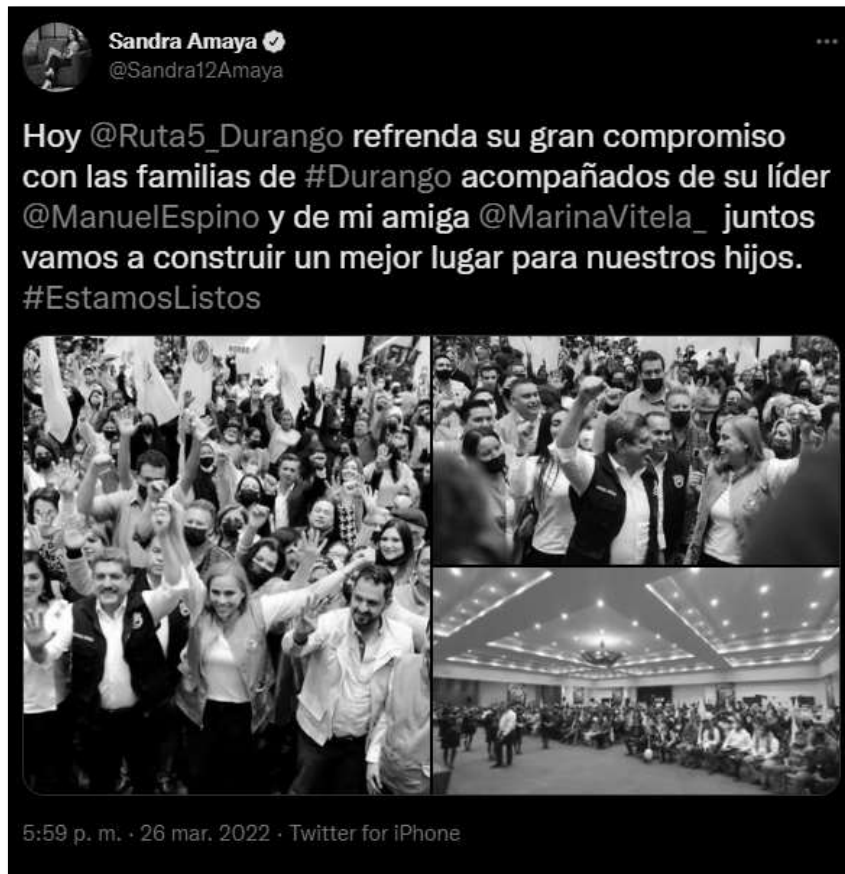 Sandra Amaya
@Sandra12Amaya
Hoy @Ruta5_Durango refrenda su gran compromiso
con las familias de #Durango acompañados de su líder
@ManuelEspino y de mi amiga @MarinaVitela_ juntos
vamos a construir un mejor lugar para nuestros hijos.
#EstamosListos
5:59 p. m. · 26 mar. 2022 · Twitter for iPhone